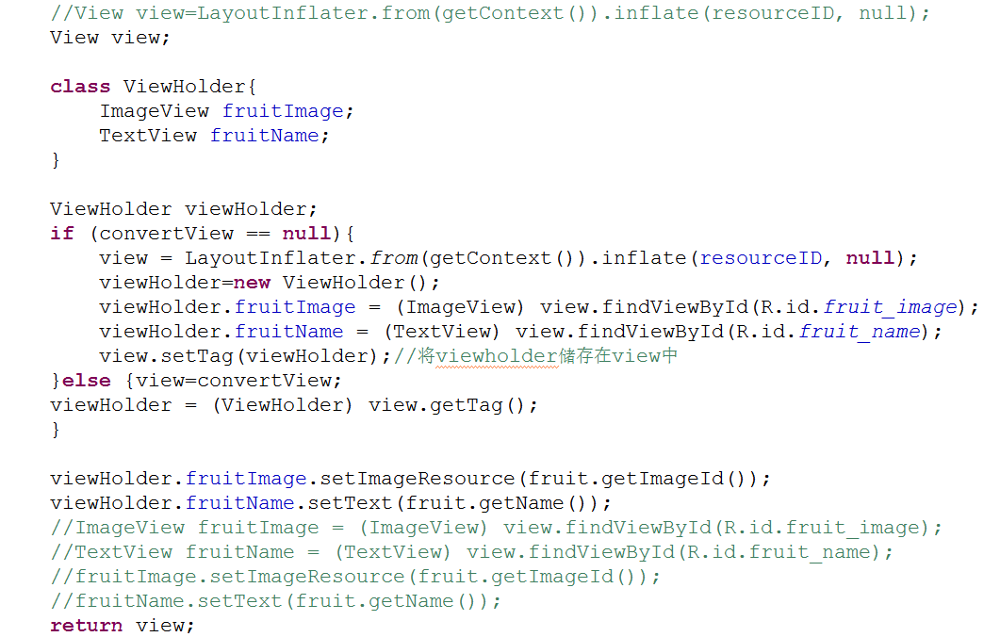 //View view=LayoutInflater.from(getContext()).inflate(resourceID, null);
View view;
class ViewHolder{
ImageView fruitImage;
TextView fruitName;
}
ViewHolder viewHolder;
if (convertView == null){
view = LayoutInflater.from(getContext()).inflate(resourceID, null);
viewHolder=new ViewHolder();
viewHolder.fruitImage = (ImageView) view.findViewById(R.id.fruit_image);
viewHolder.fruitName = (TextView) view.findViewById(R.id.fruit_name);
view.setTag(viewHolder);//将viewholder储存在view中
}else {view=convertView;
viewHolder = (ViewHolder) view.getTag();
}
viewHolder.fruitImage.setImageResource(fruit.getImageId());
viewHolder.fruitName.setText(fruit.getName());
//ImageView fruitImage = (ImageView) view.findViewById(R.id.fruit_image);
//TextView fruitName = (TextView) view.findViewById(R.id.fruit_name);
//fruitImage.setImageResource(fruit.getImageId());
//fruitName.setText(fruit.getName());
return view;